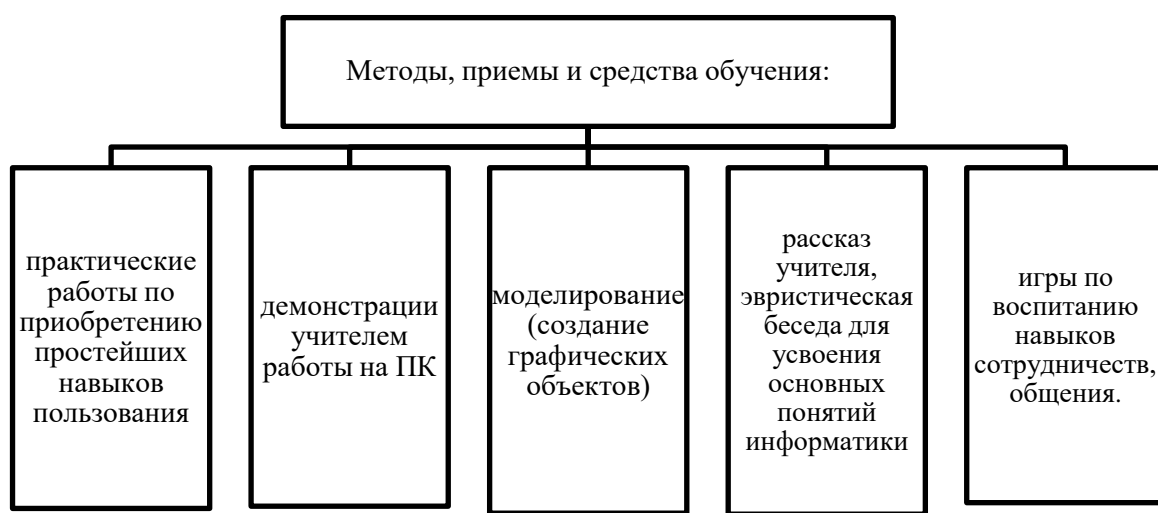 Методы, приемы и средства обучения:
практические
работы по
приобретению
простейших
навыков
пользования
демонстрации
учителем
работы на ПК
моделирование
(создание
графических
объектов)
рассказ
учителя,
эвристическая
беседа для
усвоения
основных
понятий
информатики
игры по
воспитанию
навыков
сотрудничеств,
общения.